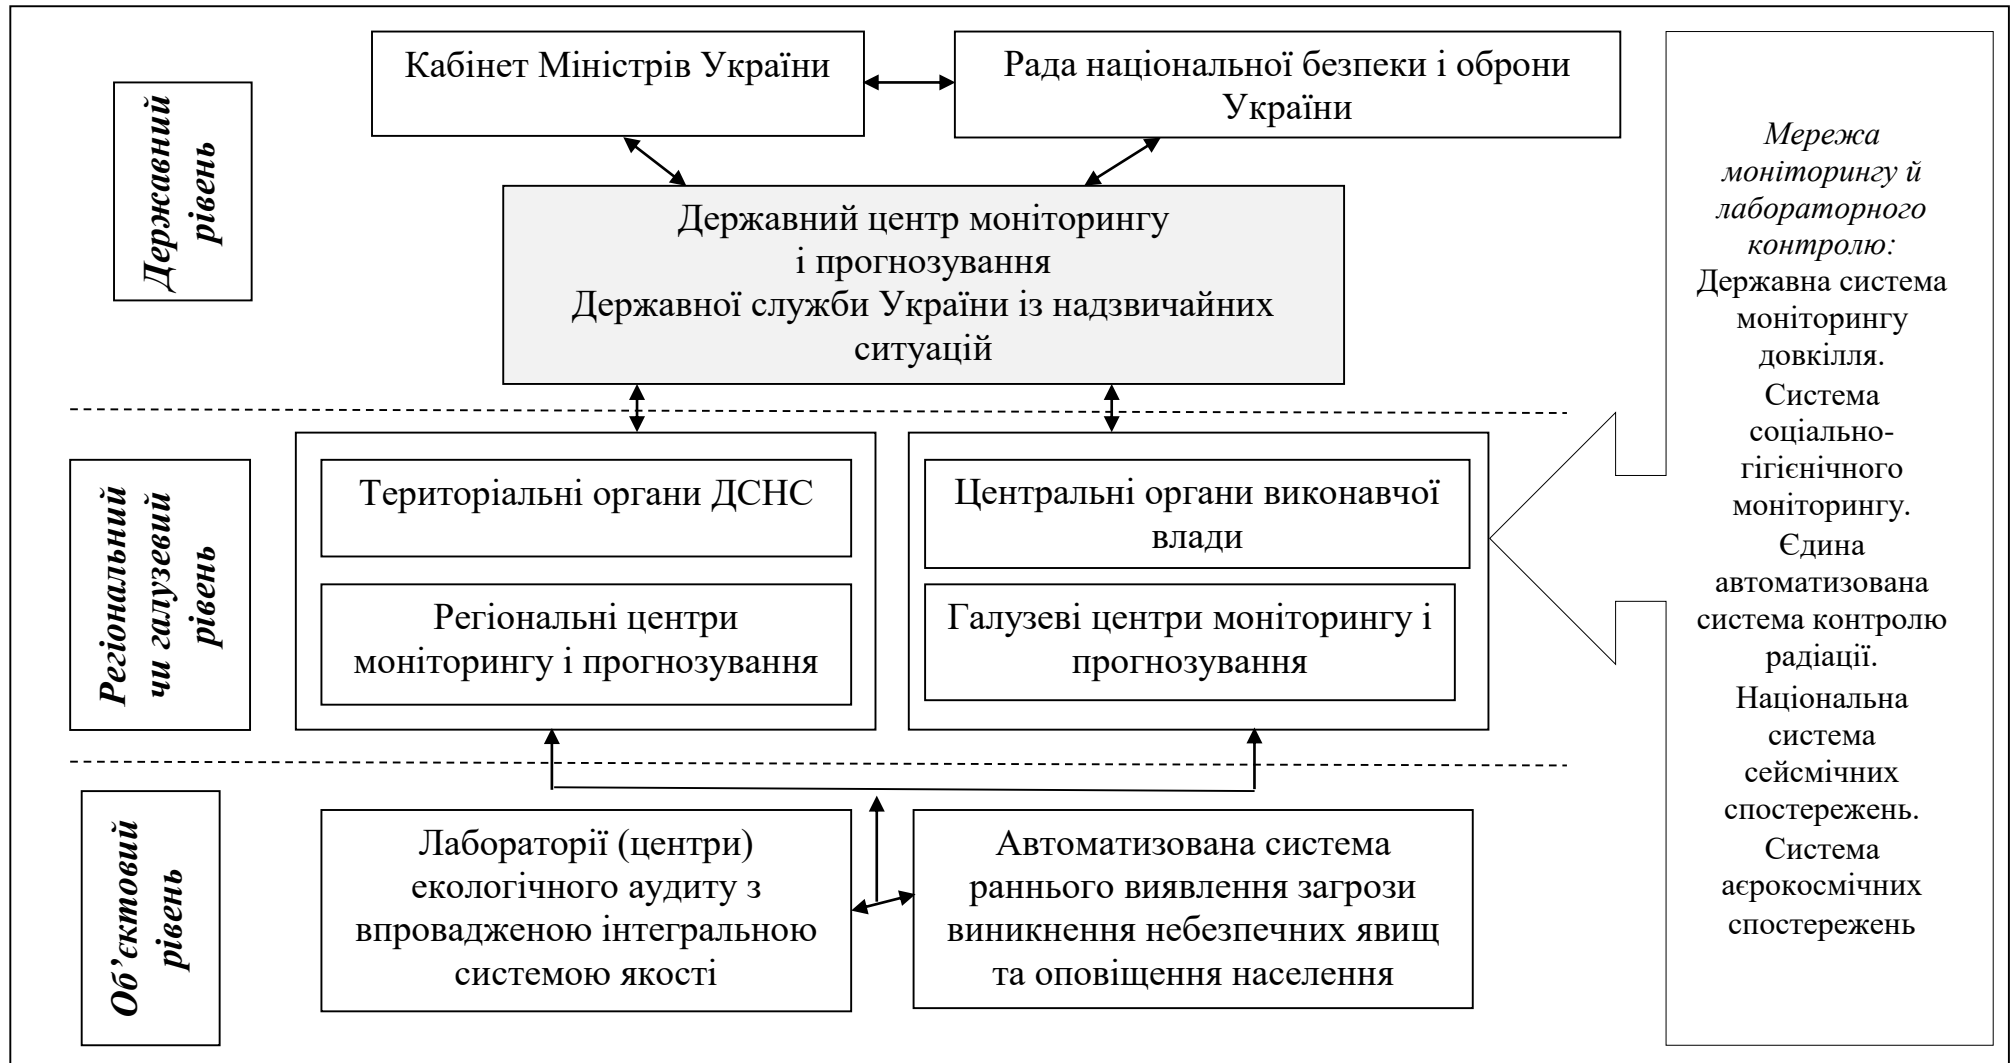 Державний
рівень
Кабінет Міністрів України
Рада національної безпеки і оборони
України
Державний центр моніторингу
і прогнозування
Державної служби України із надзвичайних
ситуацій
Регіональний
чи галузевий
рівень
Територіальні органи ДСНС
Регіональні центри
моніторингу і прогнозування
Центральні органи виконавчої
влади
Галузеві центри моніторингу і
прогнозування
Об’єктовий
рівень
Лабораторії (центри)
екологічного аудиту з
впровадженою інтегральною
системою якості
Автоматизована система
раннього виявлення загрози
виникнення небезпечних явищ
та оповіщення населення
Мережа
моніторингу й
лабораторного
контролю:
Державна система
моніторингу
довкілля.
Система
соціально-
гігієнічного
моніторингу.
Єдина
автоматизована
система контролю
радіації.
Національна
система
сейсмічних
спостережень.
Система
аєрокосмічних
спостережень